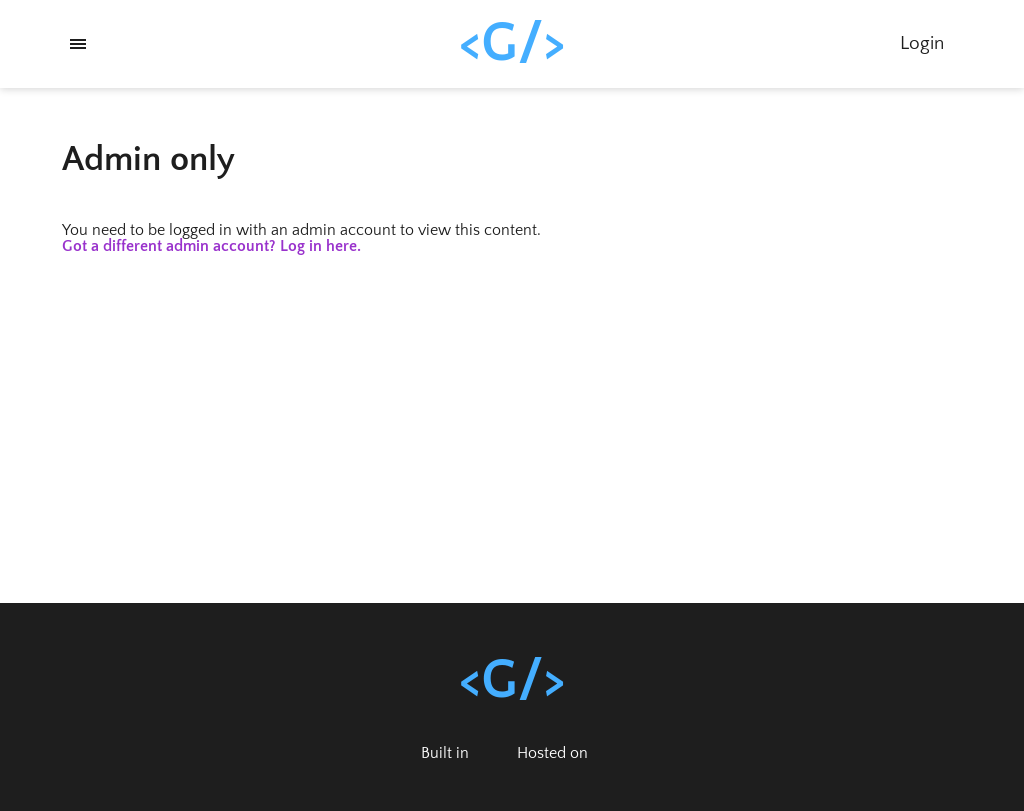 <G/>
Login
Admin only
You need to be logged in with an admin account to view this content.
Got a different admin account? Log in here.
<G/>
Built in
Hosted on